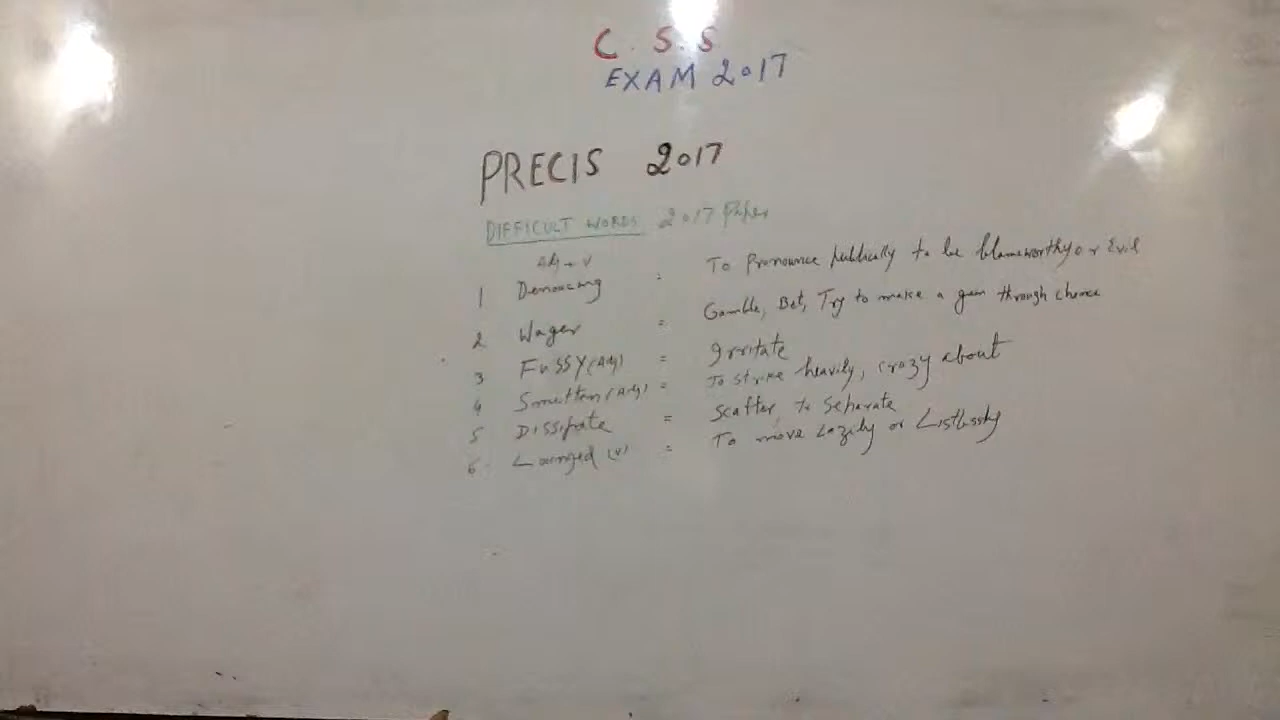 C. S. S
EXAM 2017
PRECIS 2017
DIFFICULT WORDS 2017 Paper
Adj + V
1 Denouncing = To Pronounce publically to be blameworthy or Evil
2 Wager = Gamble, Bet, Try to make a gain through chance
3 FUSSY (Adj) = Irritate
4 Smitten (Adj) = To strike heavily, crazy about
5 Dissipate = Scatter, to Separate
6 Lounged (V) = To move Lazily or Listlessly